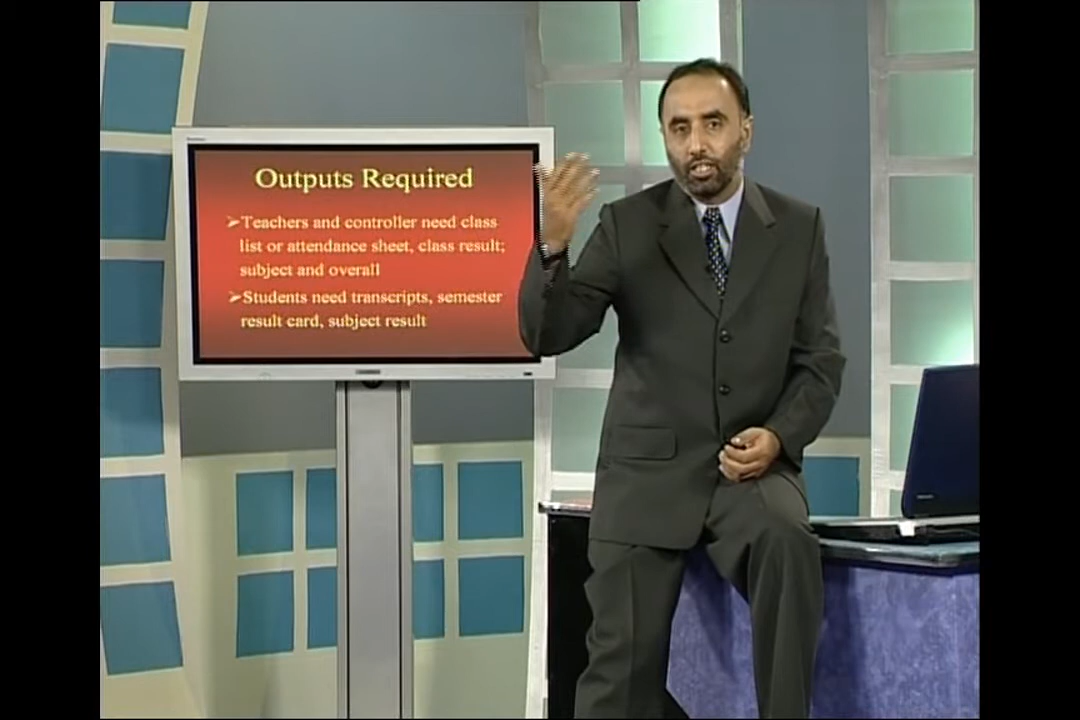 Outputs Required
➢Teachers and controller need class
list or attendance sheet, class result;
subject and overall
➢Students need transcripts, semester
result card, subject result